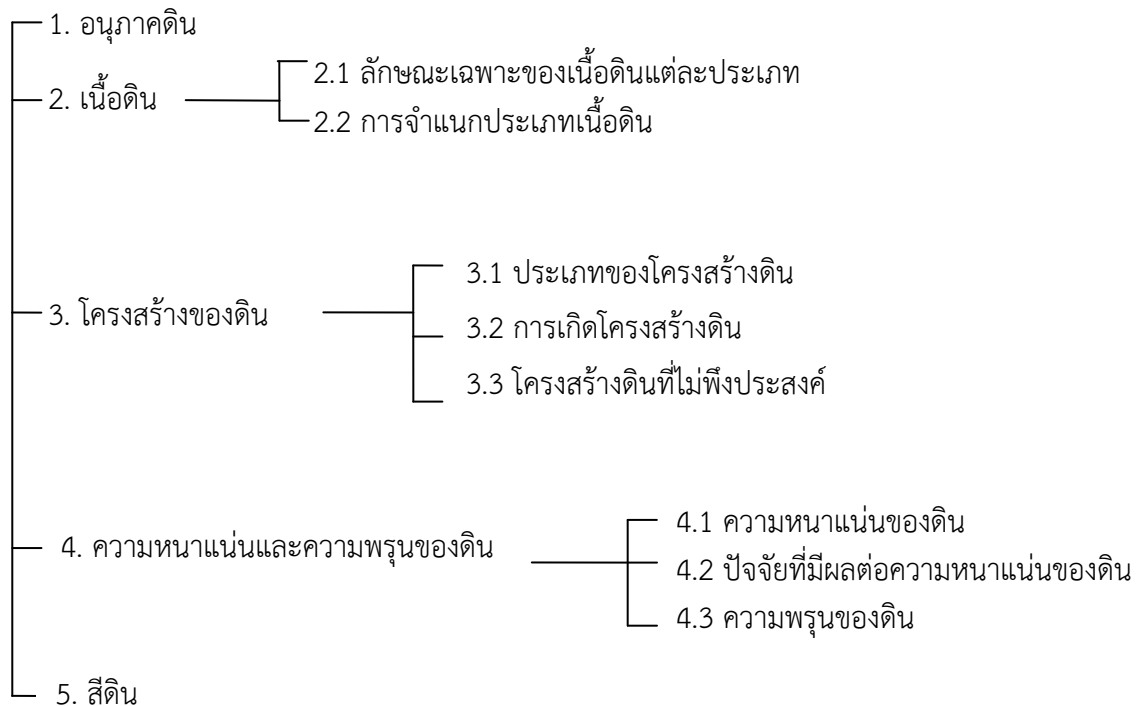 1. อนุภาคดิน
2. เนื้อดิน
2.1 ลักษณะเฉพาะของเนื้อดินแต่ละประเภท
2.2 การจำแนกประเภทเนื้อดิน
3. โครงสร้างของดิน
3.1 ประเภทของโครงสร้างดิน
3.2 การเกิดโครงสร้างดิน
3.3 โครงสร้างดินที่ไม่พึงประสงค์
4. ความหนาแน่นและความพรุนของดิน
4.1 ความหนาแน่นของดิน
4.2 ปัจจัยที่มีผลต่อความหนาแน่นของดิน
4.3 ความพรุนของดิน
5. สีดิน